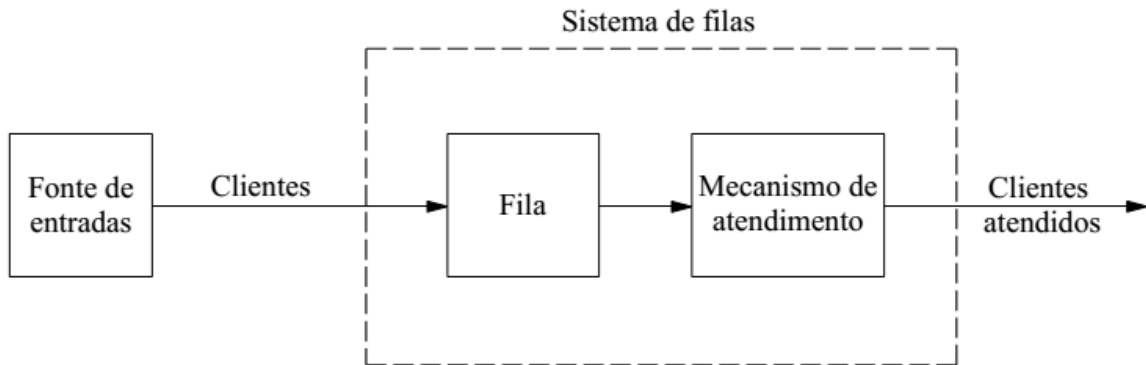 Sistema de filas
Fonte de
entradas
Clientes
Fila
Mecanismo de
atendimento
Clientes
atendidos